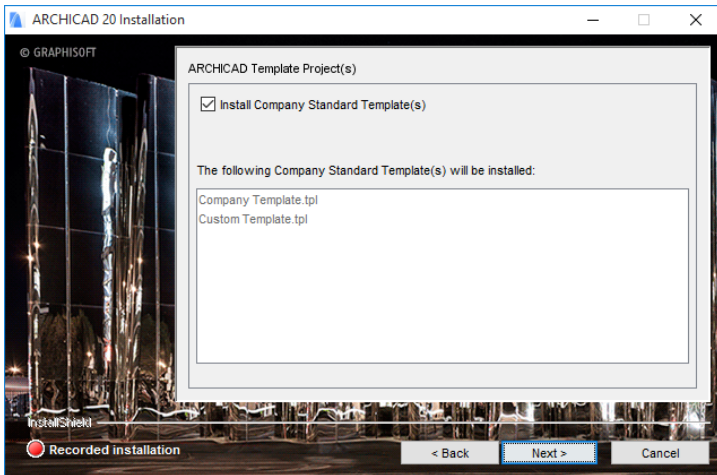 ARCHICAD 20 Installation
© GRAPHISOFT
ARCHICAD Template Project(s)
Install Company Standard Template(s)
The following Company Standard Template(s) will be installed:
Company Template.tpl
Custom Template.tpl
InstallShield
Recorded installation
< Back
Next >
Cancel